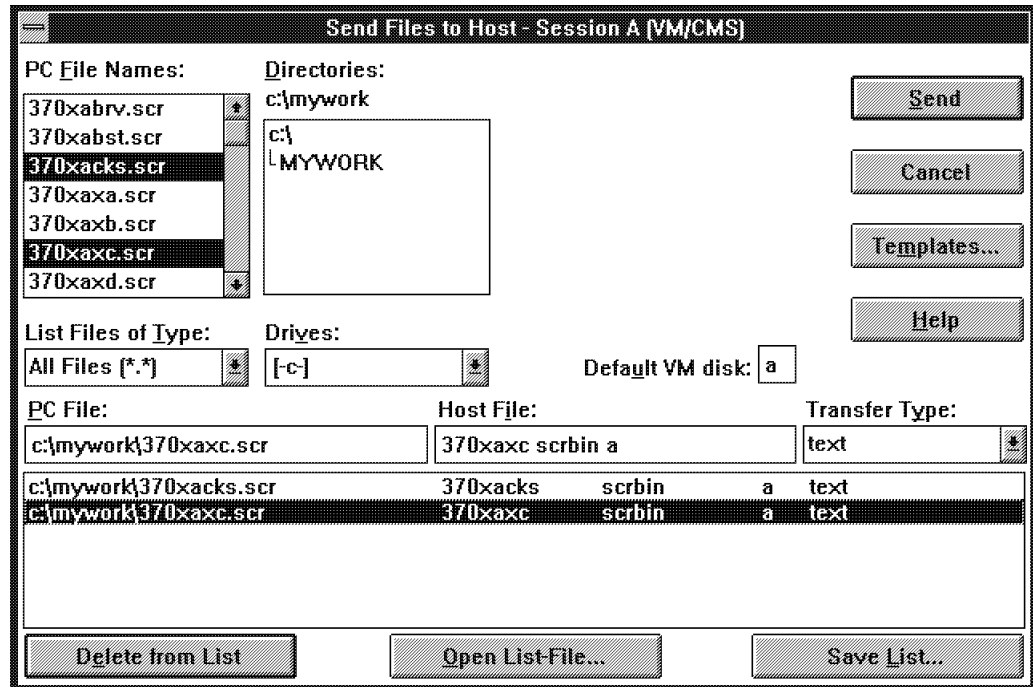 Send Files to Host - Session A (VM/CMS)
PC File Names:
370xabrv.scr
370xabst.scr
370xacks.scr
370xaxa.scr
370xaxb.scr
370xaxc.scr
370xaxd.scr
Directories:
c:\mywork
c:\
MYWORK
Send
Cancel
Templates...
Help
List Files of Type:
All Files (*.*)
Drives:
[-c-]
Default VM disk: a
PC File: Host File: Transfer Type:
c:\mywork\370xaxc.scr 370xaxc scrbin a text
c:\mywork\370xacks.scr 370xacks scrbin a text
c:\mywork\370xaxc.scr 370xaxc scrbin a text
Delete from List Open List-File... Save List...